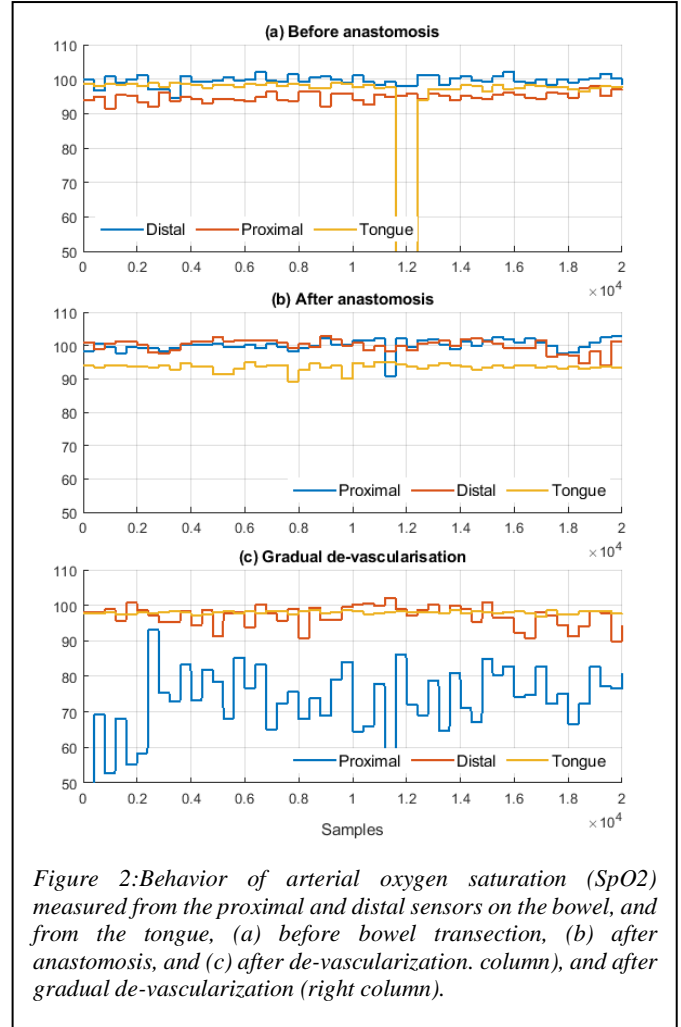 (a) Before anastomosis
110
100
90
80
70
60
50
Distal Proximal Tongue
0 0.2 0.4 0.6 0.8 1 1.2 1.4 1.6 1.8 2
×10⁴
(b) After anastomosis
110
100
90
80
70
60
50
Proximal Distal Tongue
0 0.2 0.4 0.6 0.8 1 1.2 1.4 1.6 1.8 2
×10⁴
(c) Gradual de-vascularisation
110
100
90
80
70
60
50
Proximal Distal Tongue
0 0.2 0.4 0.6 0.8 1 1.2 1.4 1.6 1.8 2
Samples ×10⁴
Figure 2:Behavior of arterial oxygen saturation (SpO2)
measured from the proximal and distal sensors on the bowel, and
from the tongue, (a) before bowel transection, (b) after
anastomosis, and (c) after de-vascularization. column), and after
gradual de-vascularization (right column).